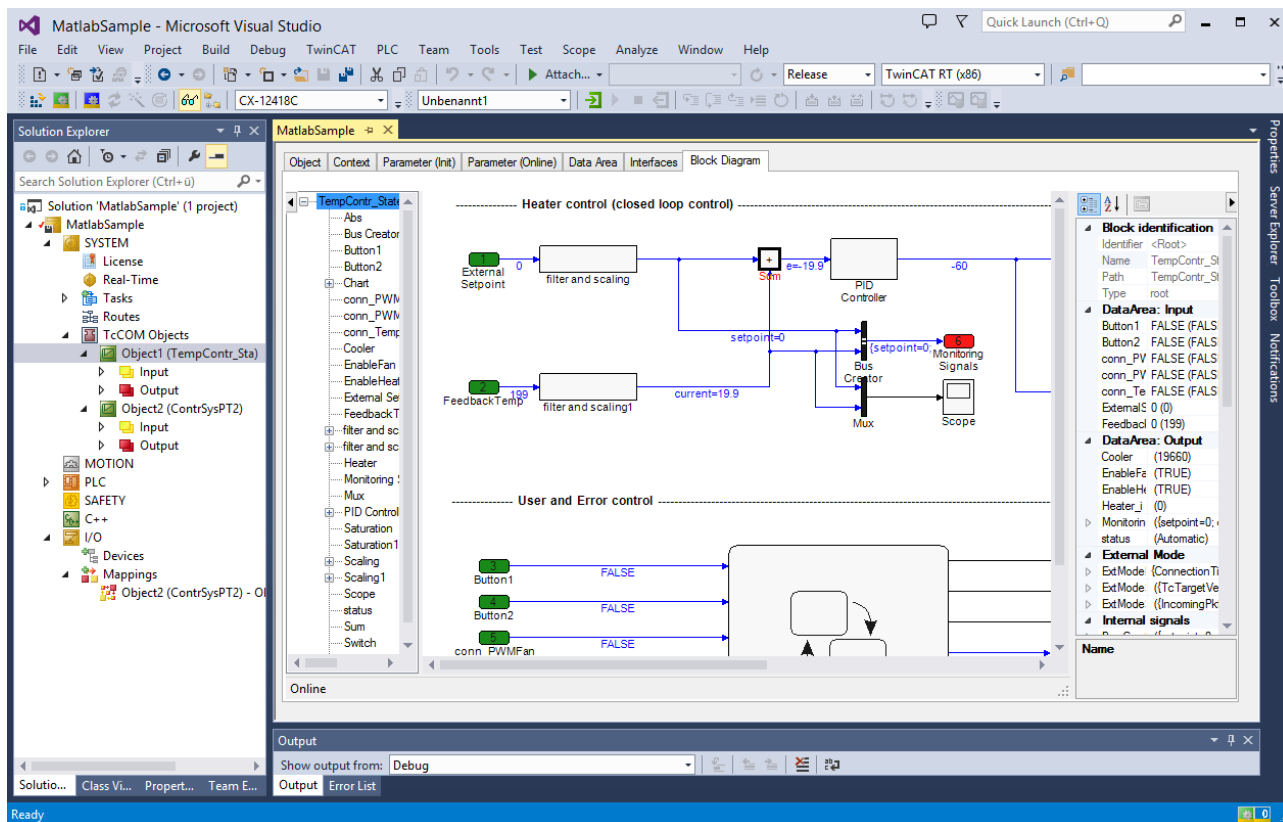 MatlabSample - Microsoft Visual Studio
Quick Launch (Ctrl+Q)
File Edit View Project Build Debug TwinCAT PLC Team Tools Test Scope Analyze Window Help
Attach... Release TwinCAT RT (x86)
CX-12418C Unbenannt1
Solution Explorer
Search Solution Explorer (Ctrl+ü)
Solution 'MatlabSample' (1 project)
MatlabSample
SYSTEM
License
Real-Time
Tasks
Routes
TcCOM Objects
Object1 (TempContr_Sta)
Input
Output
Object2 (ContrSysPT2)
Input
Output
MOTION
PLC
SAFETY
C++
I/O
Devices
Mappings
Object2 (ContrSysPT2) - Ol
Solutio... Class Vi... Propert... Team E...
MatlabSample
Object Context Parameter (Init) Parameter (Online) Data Area Interfaces Block Diagram
TempContr_State
Abs
Bus Creator
Button1
Button2
Chart
conn_PWM
conn_PWM
conn_Temp
Cooler
EnableFan
EnableHeat
External Se
FeedbackT
filter and sc
filter and sc
Heater
Monitoring S
Mux
PID Control
Saturation
Saturation1
Scaling
Scaling1
Scope
status
Sum
Switch
Heater control (closed loop control)
1
External
Setpoint
0
filter and scaling
+
Sum
e=-19.9
PID
Controller
-60
setpoint=0
{setpoint=0;
Bus
Creator
6
Monitoring
Signals
2
FeedbackTemp
199
filter and scaling1
current=19.9
Mux
Scope
User and Error control
3
Button1
FALSE
4
Button2
FALSE
5
conn_PWMFan
FALSE
Online
Block identification
Identifier <Root>
Name TempContr_St
Path TempContr_St
Type root
DataArea: Input
Button1 FALSE (FALS
Button2 FALSE (FALS
conn_PV FALSE (FALS
conn_PV FALSE (FALS
conn_Te FALSE (FALS
ExternalS 0 (0)
Feedbacl 0 (199)
DataArea: Output
Cooler (19660)
EnableFa (TRUE)
EnableHe (TRUE)
Heater_i (0)
Monitorin ({setpoint=0;
status (Automatic)
External Mode
ExtMode {ConnectionTi
ExtMode ({TcTargetVe
ExtMode ({IncomingPk
Internal signals
Name
Properties
Server Explorer
Toolbox
Notifications
Output
Show output from: Debug
Output Error List
Ready
0